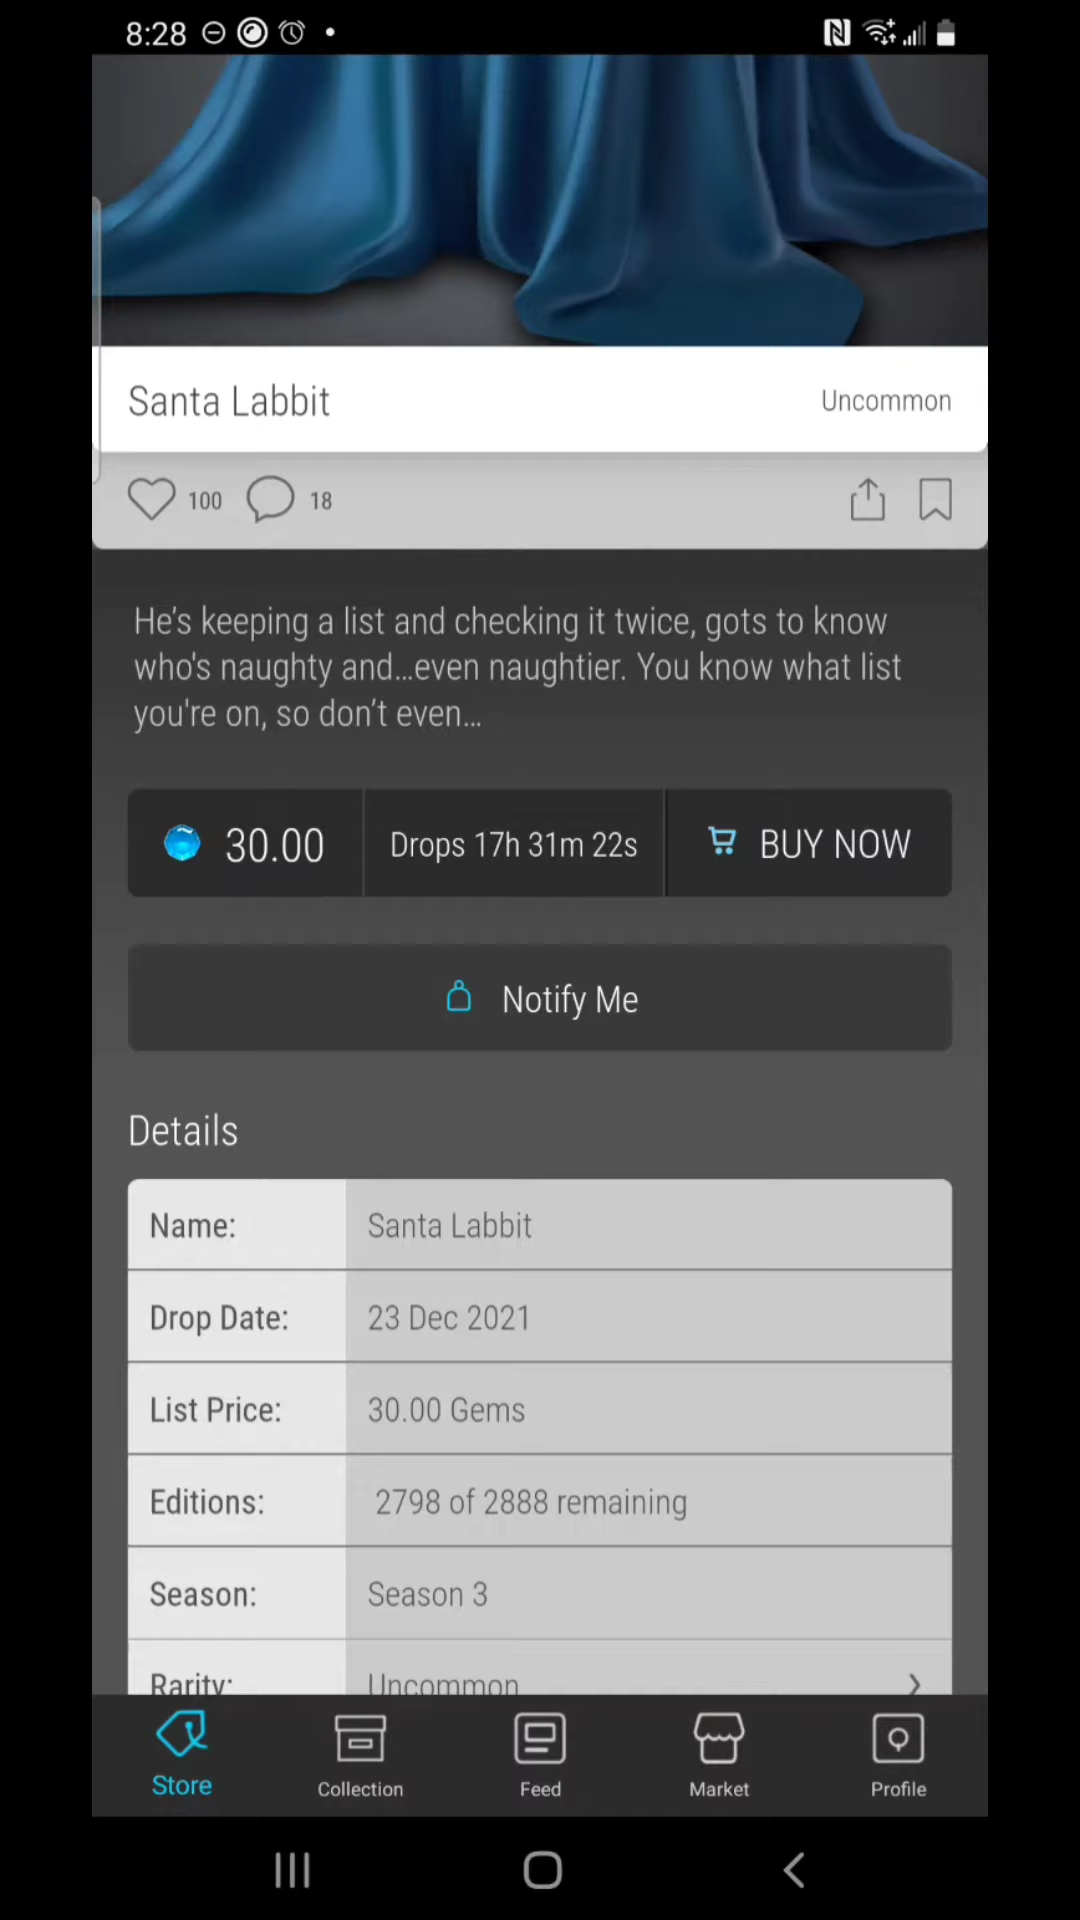 8:28
Santa Labbit
Uncommon
100
18
He's keeping a list and checking it twice, gots to know
who's naughty and...even naughtier. You know what list
you're on, so don't even...
30.00
Drops 17h 31m 22s
BUY NOW
Notify Me
Details
Name:
Santa Labbit
Drop Date:
23 Dec 2021
List Price:
30.00 Gems
Editions:
2798 of 2888 remaining
Season:
Season 3
Rarity:
Uncommon
Store
Collection
Feed
Market
Profile